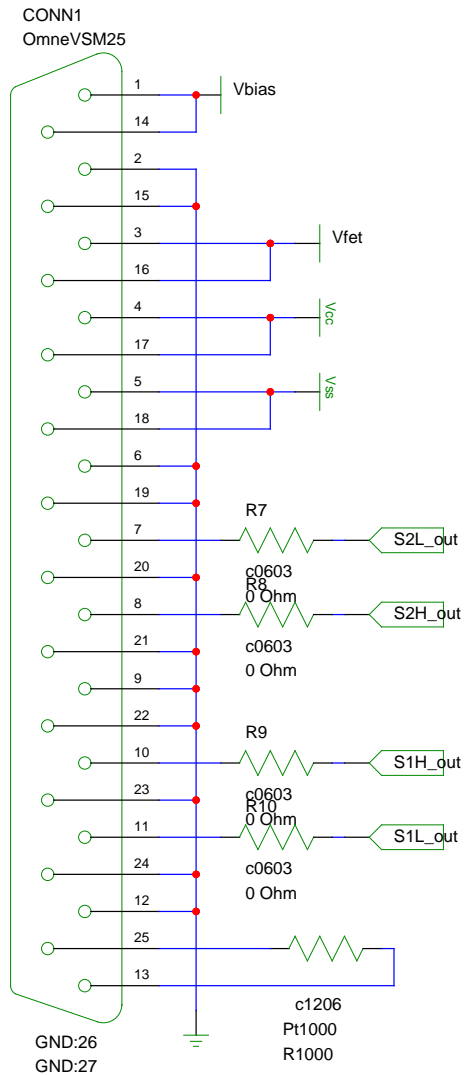 CONN1
OmneVSM25
1
Vbias
14
2
15
3
Vfet
16
4
Vcc
17
5
Vss
18
6
19
R7
7
S2L_out
c0603
20
R8
0 Ohm
8
S2H_out
21
c0603
0 Ohm
9
22
R9
10
S1H_out
c0603
23
R10
0 Ohm
11
S1L_out
24
c0603
0 Ohm
12
25
13
c1206
Pt1000
R1000
GND:26
GND:27